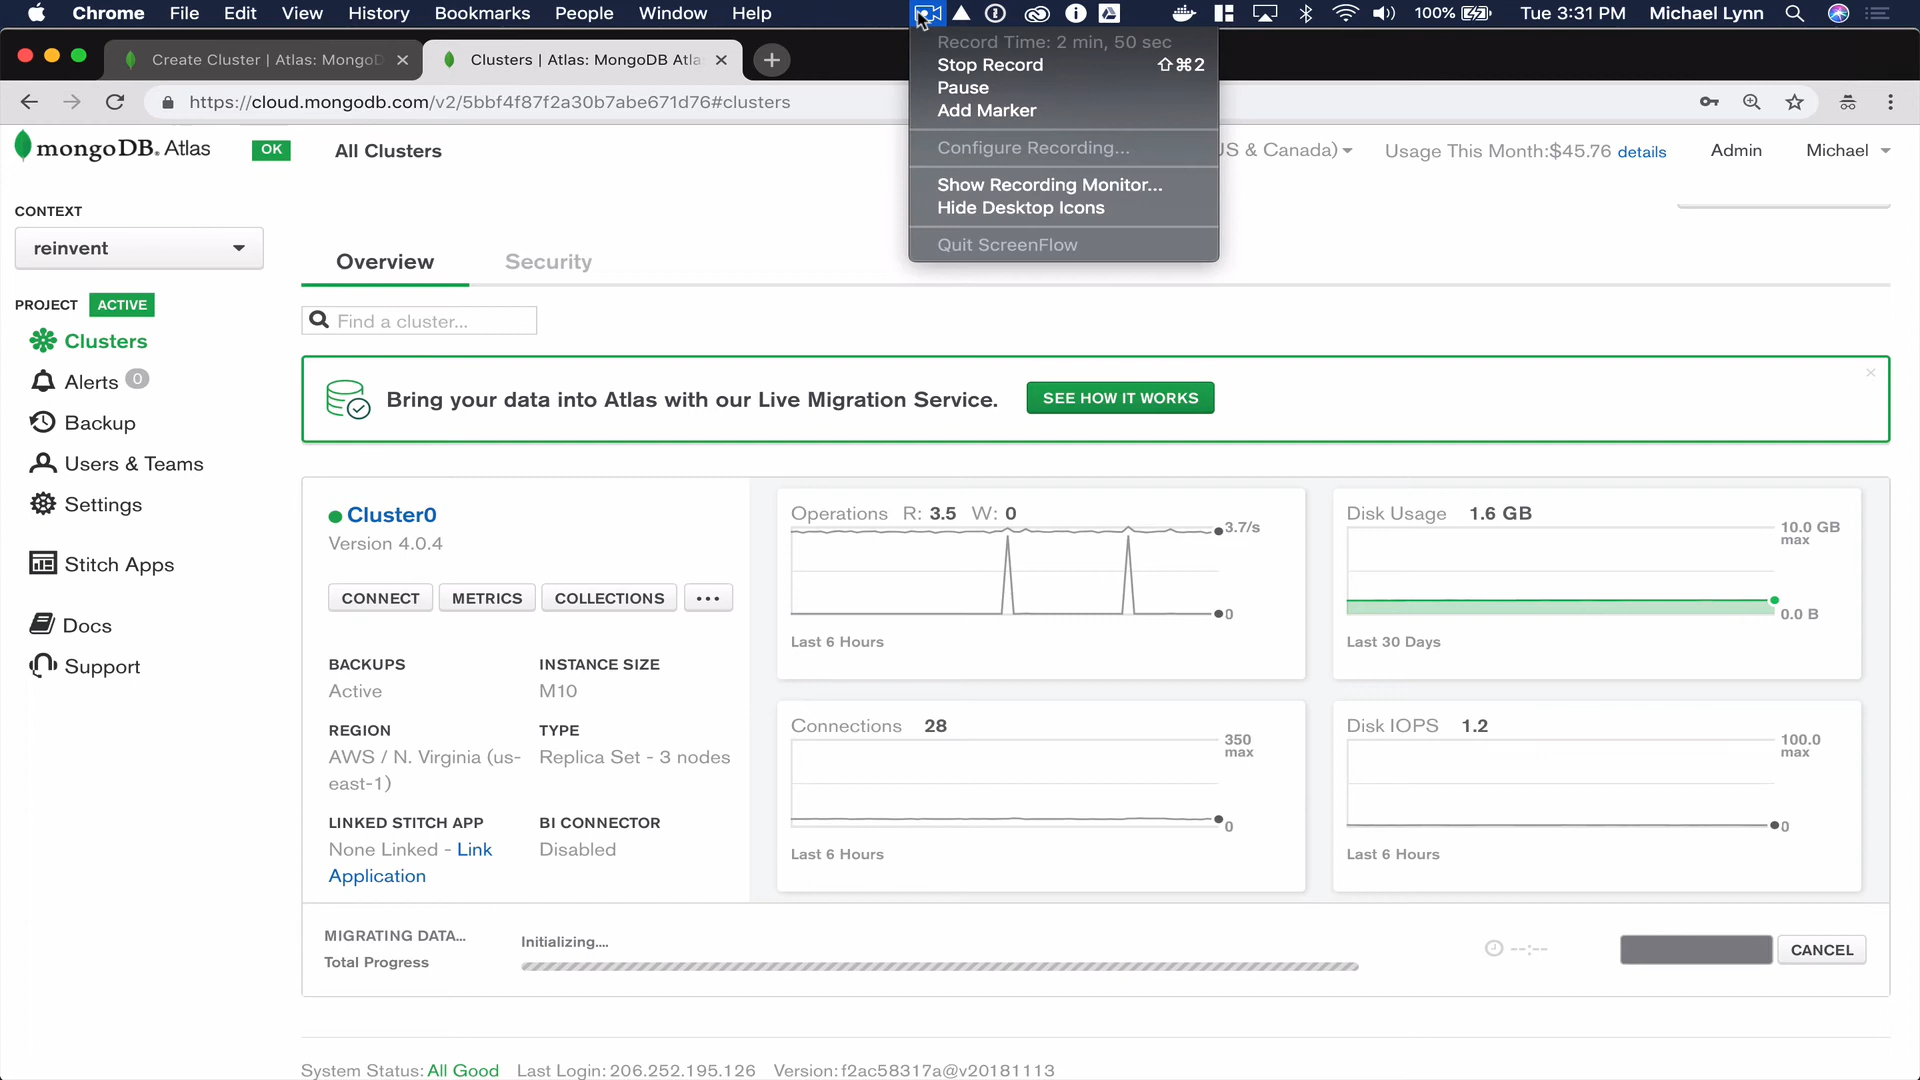 Chrome File Edit View History Bookmarks People Window Help 100% Tue 3:31 PM Michael Lynn
Create Cluster | Atlas: MongoD
Clusters | Atlas: MongoDB Atla
https://cloud.mongodb.com/v2/5bbf4f87f2a30b7abe671d76#clusters
Record Time: 2 min, 50 sec
Stop Record ⇧⌘2
Pause
Add Marker
Configure Recording...
Show Recording Monitor...
Hide Desktop Icons
Quit ScreenFlow
mongoDB. Atlas
OK
All Clusters
US & Canada)
Usage This Month:$45.76 details
Admin
Michael
CONTEXT
reinvent
PROJECT ACTIVE
Clusters
Alerts 0
Backup
Users & Teams
Settings
Stitch Apps
Docs
Support
Overview
Security
Find a cluster...
Bring your data into Atlas with our Live Migration Service.
SEE HOW IT WORKS
Cluster0
Version 4.0.4
CONNECT
METRICS
COLLECTIONS
BACKUPS
Active
INSTANCE SIZE
M10
REGION
AWS / N. Virginia (us-
east-1)
TYPE
Replica Set - 3 nodes
LINKED STITCH APP
None Linked - Link
Application
BI CONNECTOR
Disabled
Operations R: 3.5 W: 0
3.7/s
0
Last 6 Hours
Disk Usage 1.6 GB
10.0 GB
max
0.0 B
Last 30 Days
Connections 28
350
max
0
Last 6 Hours
Disk IOPS 1.2
100.0
max
0
Last 6 Hours
MIGRATING DATA...
Total Progress
Initializing....
--:--
CANCEL
System Status: All Good Last Login: 206.252.195.126 Version: f2ac58317a@v20181113